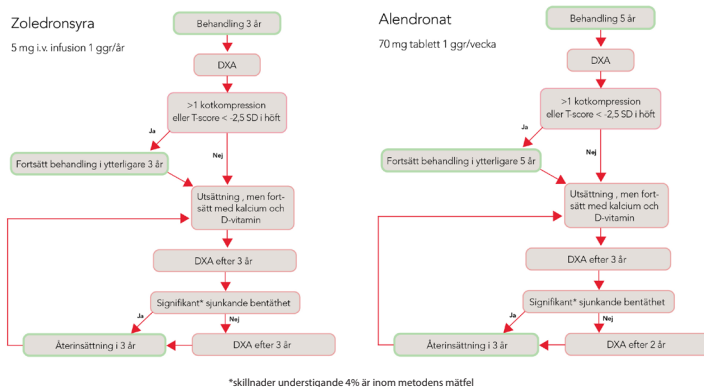 Zoledronsyra
5 mg i.v. infusion 1 ggr/år
Behandling 3 år
DXA
>1 kotkompression
eller T-score < -2,5 SD i höft
Ja
Nej
Fortsätt behandling i ytterligare 3 år
Utsättning , men fort-
sätt med kalcium och
D-vitamin
DXA efter 3 år
Signifikant* sjunkande bentäthet
Ja
Nej
Återinsättning i 3 år
DXA efter 3 år
Alendronat
70 mg tablett 1 ggr/vecka
Behandling 5 år
DXA
>1 kotkompression
eller T-score < -2,5 SD i höft
Ja
Nej
Fortsätt behandling i ytterligare 5 år
Utsättning , men fort-
sätt med kalcium och
D-vitamin
DXA efter 3 år
Signifikant* sjunkande bentäthet
Ja
Nej
Återinsättning i 3 år
DXA efter 2 år
*skillnader understigande 4% är inom metodens mätfel